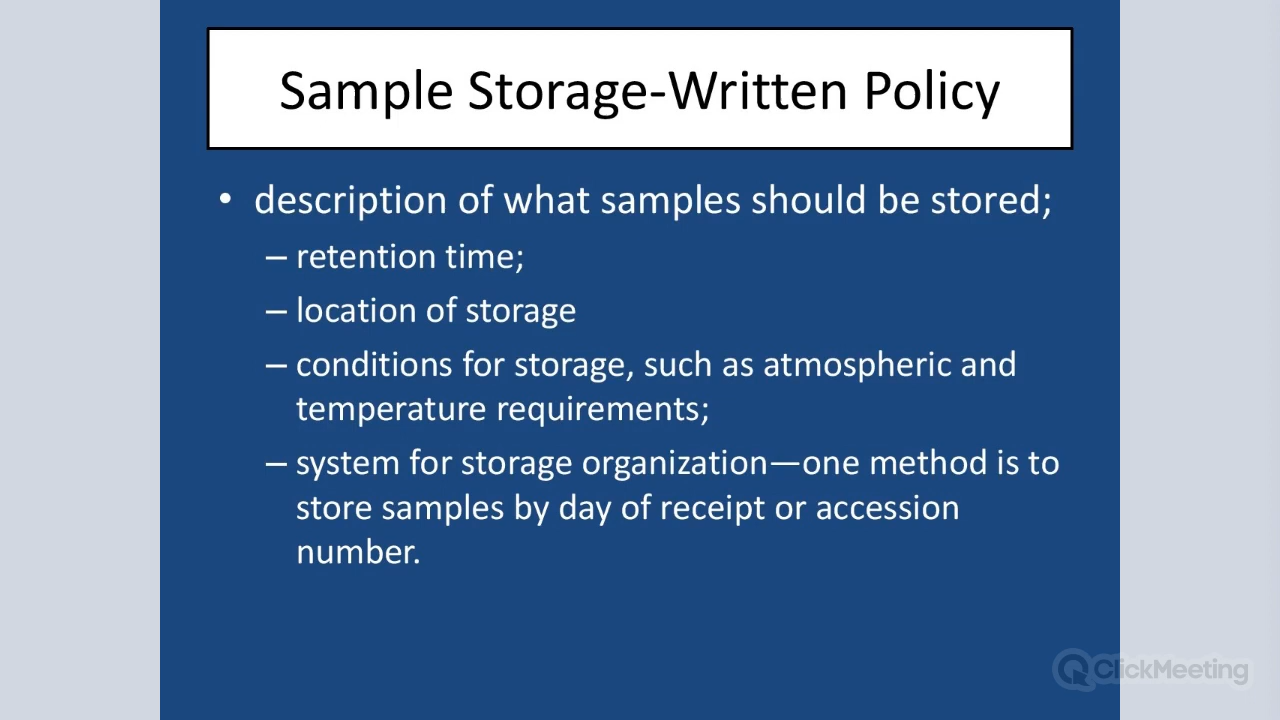 Sample Storage-Written Policy
• description of what samples should be stored;
– retention time;
– location of storage
– conditions for storage, such as atmospheric and
temperature requirements;
– system for storage organization—one method is to
store samples by day of receipt or accession
number.
ClickMeeting